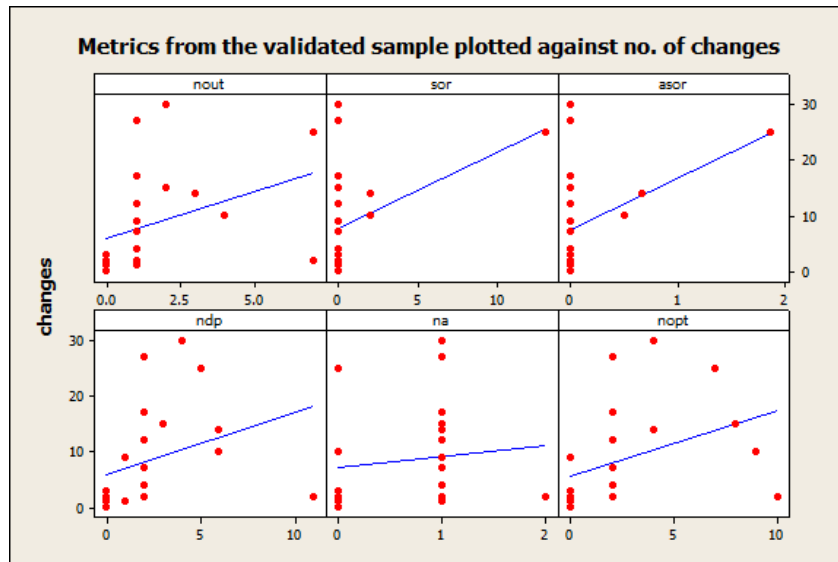 Metrics from the validated sample plotted against no. of changes
nout sor asor
30
20
10
0
0.0 2.5 5.0 0 5 10 0 1 2
changes
ndp na nopt
30
20
10
0
0 5 10 0 1 2 0 5 10